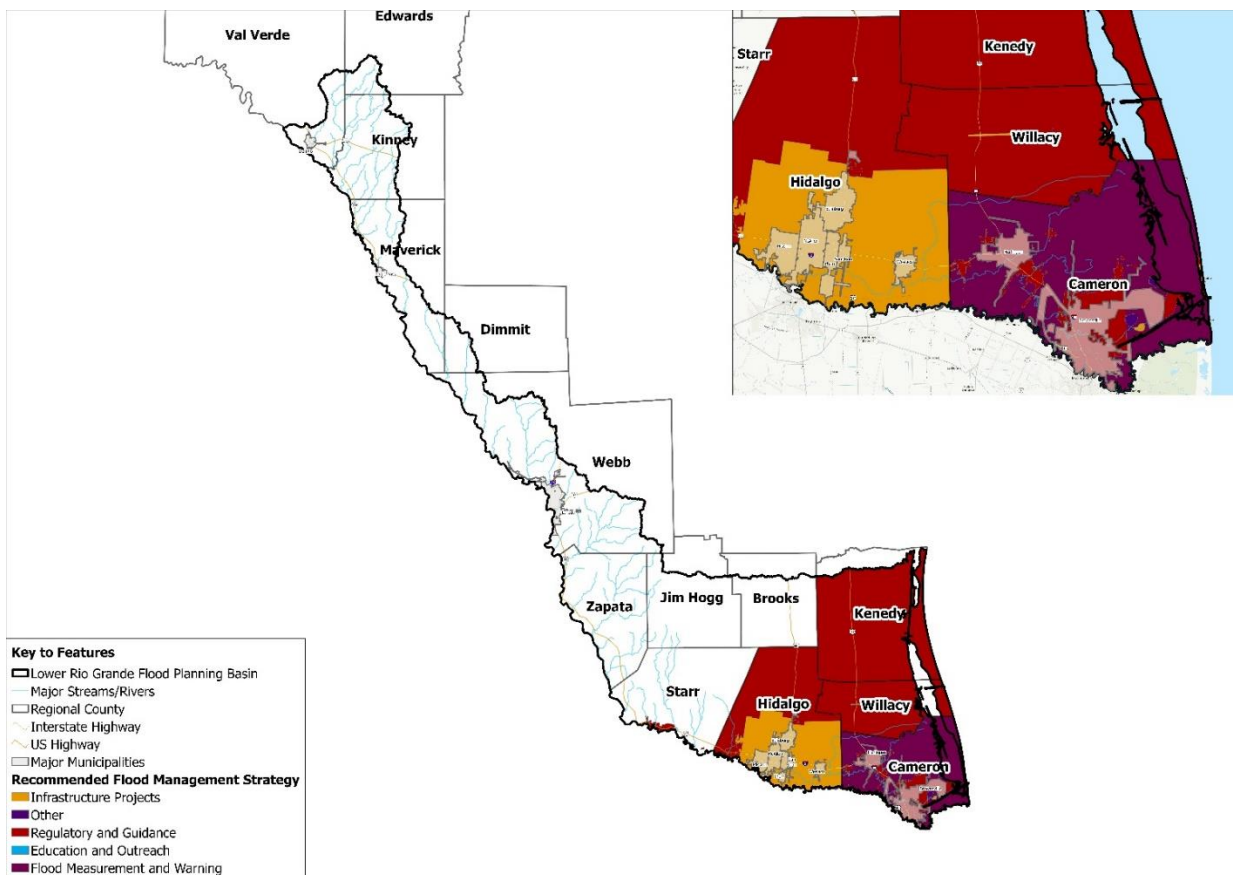 Edwards
Val Verde
Kinney
Maverick
Dimmit
Webb
Zapata
Jim Hogg
Brooks
Kenedy
Starr
Hidalgo
Willacy
Cameron
Starr
Kenedy
Willacy
Hidalgo
Cameron
Key to Features
Lower Rio Grande Flood Planning Basin
Major Streams/Rivers
Regional County
Interstate Highway
US Highway
Major Municipalities
Recommended Flood Management Strategy
Infrastructure Projects
Other
Regulatory and Guidance
Education and Outreach
Flood Measurement and Warning